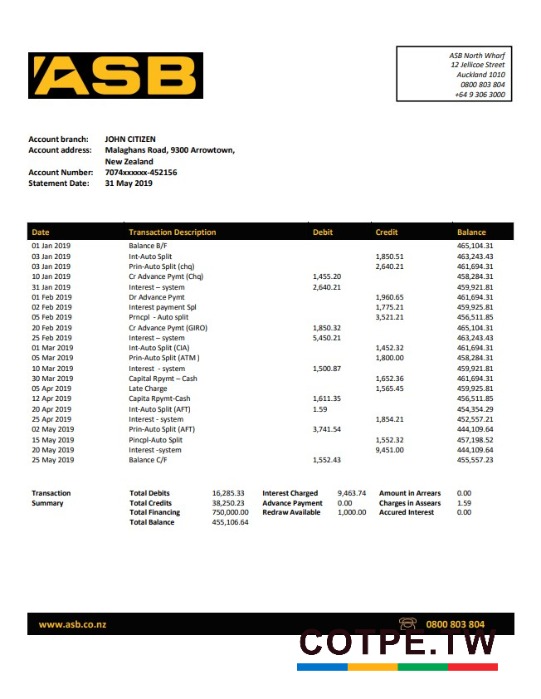 ASB
ASB North Wharf
12 Jellicoe Street
Auckland 1010
0800 803 804
+64 9 306 3000
Account branch: JOHN CITIZEN
Account address: Malaghans Road, 9300 Arrowtown,
New Zealand
Account Number: 7074xxxxxx-452156
Statement Date: 31 May 2019
Date Transaction Description Debit Credit Balance
01 Jan 2019 Balance B/F 465,104.31
03 Jan 2019 Int-Auto Split 1,850.51 463,243.43
03 Jan 2019 Prin-Auto Split (chq) 2,640.21 461,694.31
10 Jan 2019 Cr Advance Pymt (Chq) 1,455.20 458,284.31
31 Jan 2019 Interest – system 2,640.21 459,921.81
01 Feb 2019 Dr Advance Pymt 1,960.65 461,694.31
02 Feb 2019 Interest payment Spl 1,775.21 459,925.81
05 Feb 2019 Prncpl - Auto split 3,521.21 456,511.85
20 Feb 2019 Cr Advance Pymt (GIRO) 1,850.32 465,104.31
25 Feb 2019 Interest – system 5,450.21 463,243.43
01 Mar 2019 Int-Auto Split (CIA) 1,452.32 461,694.31
05 Mar 2019 Prin-Auto Split (ATM ) 1,800.00 458,284.31
10 Mar 2019 Interest - system 1,500.87 459,921.81
30 Mar 2019 Capital Rpymt – Cash 1,652.36 461,694.31
05 Apr 2019 Late Charge 1,565.45 459,925.81
12 Apr 2019 Capita Rpymt-Cash 1,611.35 456,511.85
20 Apr 2019 Int-Auto Split (AFT) 1.59 454,354.29
25 Apr 2019 Interest - system 1,854.21 452,557.21
02 May 2019 Prin-Auto Split (AFT) 3,741.54 444,109.64
15 May 2019 Pincpl-Auto Split 1,552.32 457,198.52
20 May 2019 Interest -system 9,451.00 444,109.64
25 May 2019 Balance C/F 1,552.43 455,557.23
Transaction Total Debits 16,285.33 Interest Charged 9,463.74 Amount in Arrears 0.00
Summary Total Credits 38,250.23 Advance Payment 0.00 Charges in Assears 1.59
Total Financing 750,000.00 Redraw Available 1,000.00 Accured Interest 0.00
Total Balance 455,106.64
www.asb.co.nz 0800 803 804
COTPE.TW